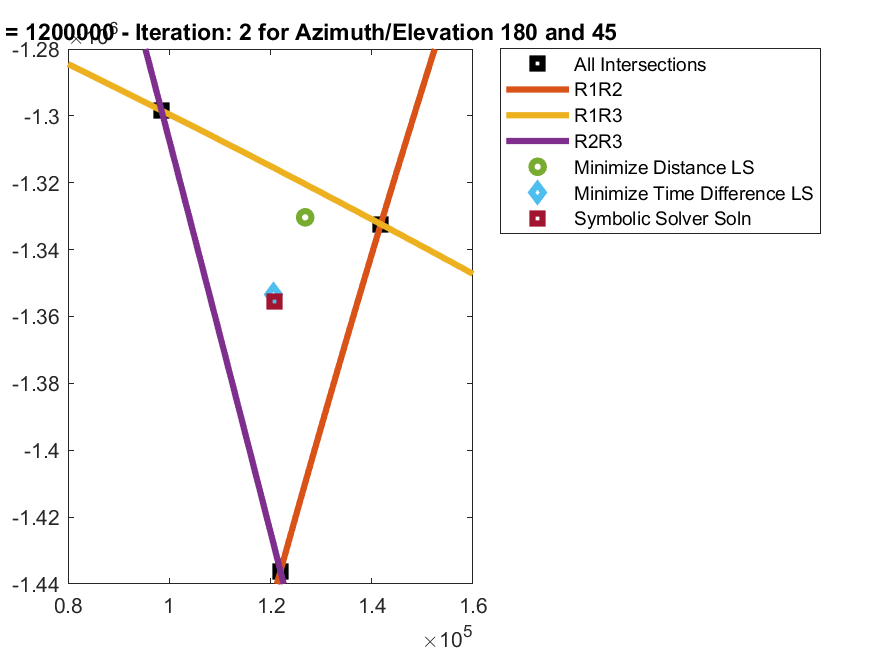 = 1200000 - Iteration: 2 for Azimuth/Elevation 180 and 45
×10^6
-1.28
-1.3
-1.32
-1.34
-1.36
-1.38
-1.4
-1.42
-1.44
0.8
1
1.2
1.4
1.6
×10^5
All Intersections
R1R2
R1R3
R2R3
Minimize Distance LS
Minimize Time Difference LS
Symbolic Solver Soln